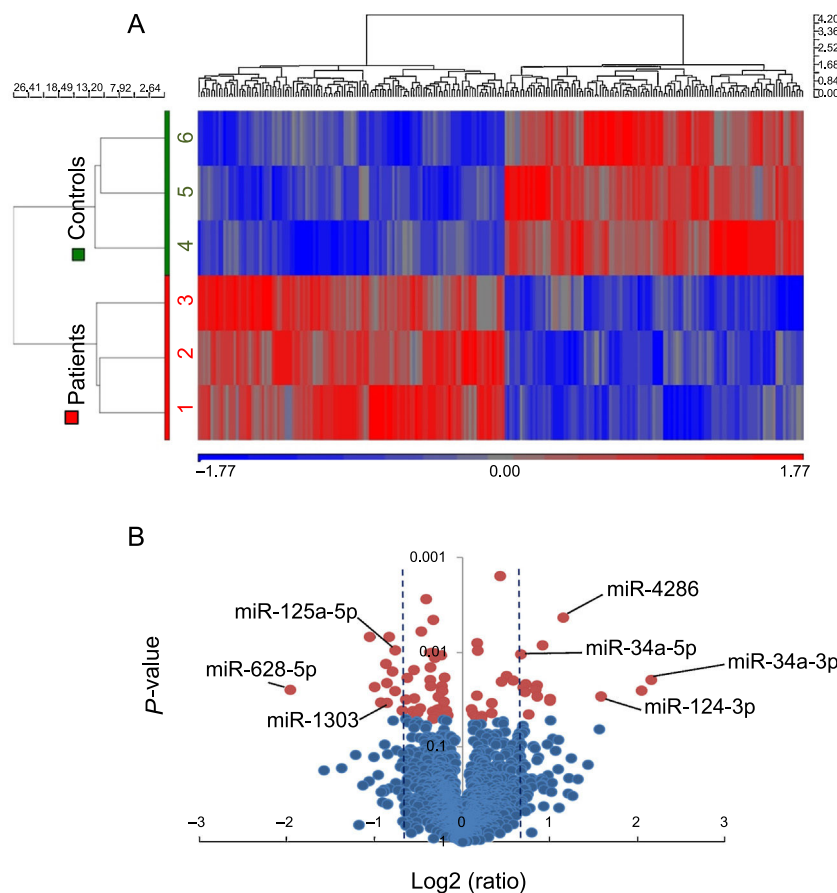 A
4.20
3.36
2.52
1.68
0.84
0.00
26,41 18,49 13,20 7,92 2,64
Controls
Patients
6
5
4
3
2
1
−1.77 0.00 1.77
B
0.001
miR-4286
miR-125a-5p
0.01
miR-34a-5p
miR-628-5p
miR-34a-3p
miR-124-3p
miR-1303
P-value
0.1
1
−3 −2 −1 0 1 2 3
Log2 (ratio)